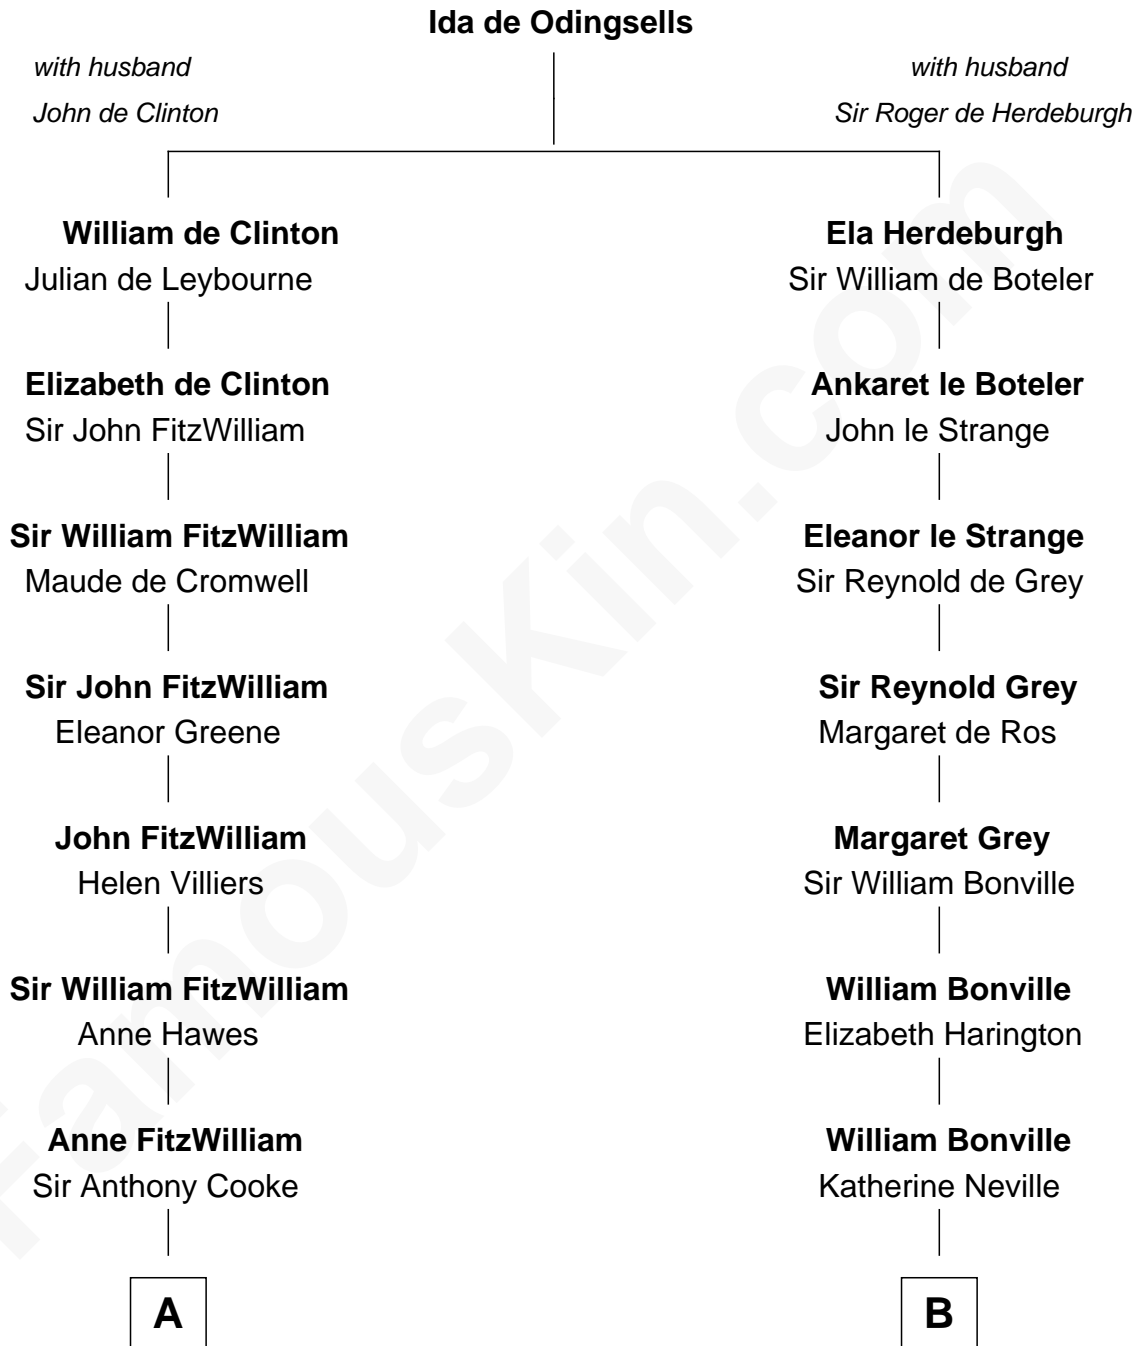 Ida de Odingsells
with husband
John de Clinton
with husband
Sir Roger de Herdeburgh
William de Clinton
Julian de Leybourne
Elizabeth de Clinton
Sir John FitzWilliam
Sir William FitzWilliam
Maude de Cromwell
Sir John FitzWilliam
Eleanor Greene
John FitzWilliam
Helen Villiers
Sir William FitzWilliam
Anne Hawes
Anne FitzWilliam
Sir Anthony Cooke
A
Ela Herdeburgh
Sir William de Boteler
Ankaret le Boteler
John le Strange
Eleanor le Strange
Sir Reynold de Grey
Sir Reynold Grey
Margaret de Ros
Margaret Grey
Sir William Bonville
William Bonville
Elizabeth Harington
William Bonville
Katherine Neville
B
FamousKin.com